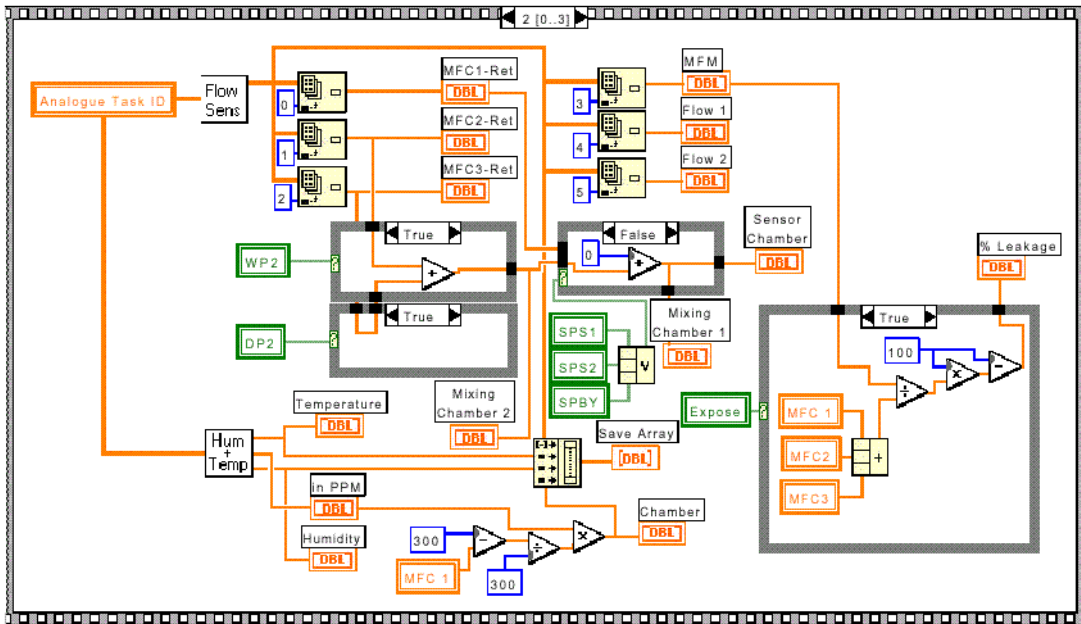 2 [0..3]
Analogue Task ID
Flow
Sens
0
1
2
MFC1-Ret
DBL
MFC2-Ret
DBL
MFC3-Ret
DBL
3
4
5
MFM
DBL
Flow 1
DBL
Flow 2
DBL
True
WP2
+
True
DP2
False
0
+
Sensor
Chamber
DBL
Mixing
Chamber 1
DBL
SPS1
SPS2
SPBY
V
% Leakage
DBL
True
100
÷
x
-
Expose
MFC 1
MFC2
MFC3
+
Hum
+
Temp
Temperature
DBL
Mixing
Chamber 2
DBL
Save Array
[DBL]
in PPM
DBL
Humidity
DBL
300
-
MFC 1
÷
300
x
Chamber
DBL